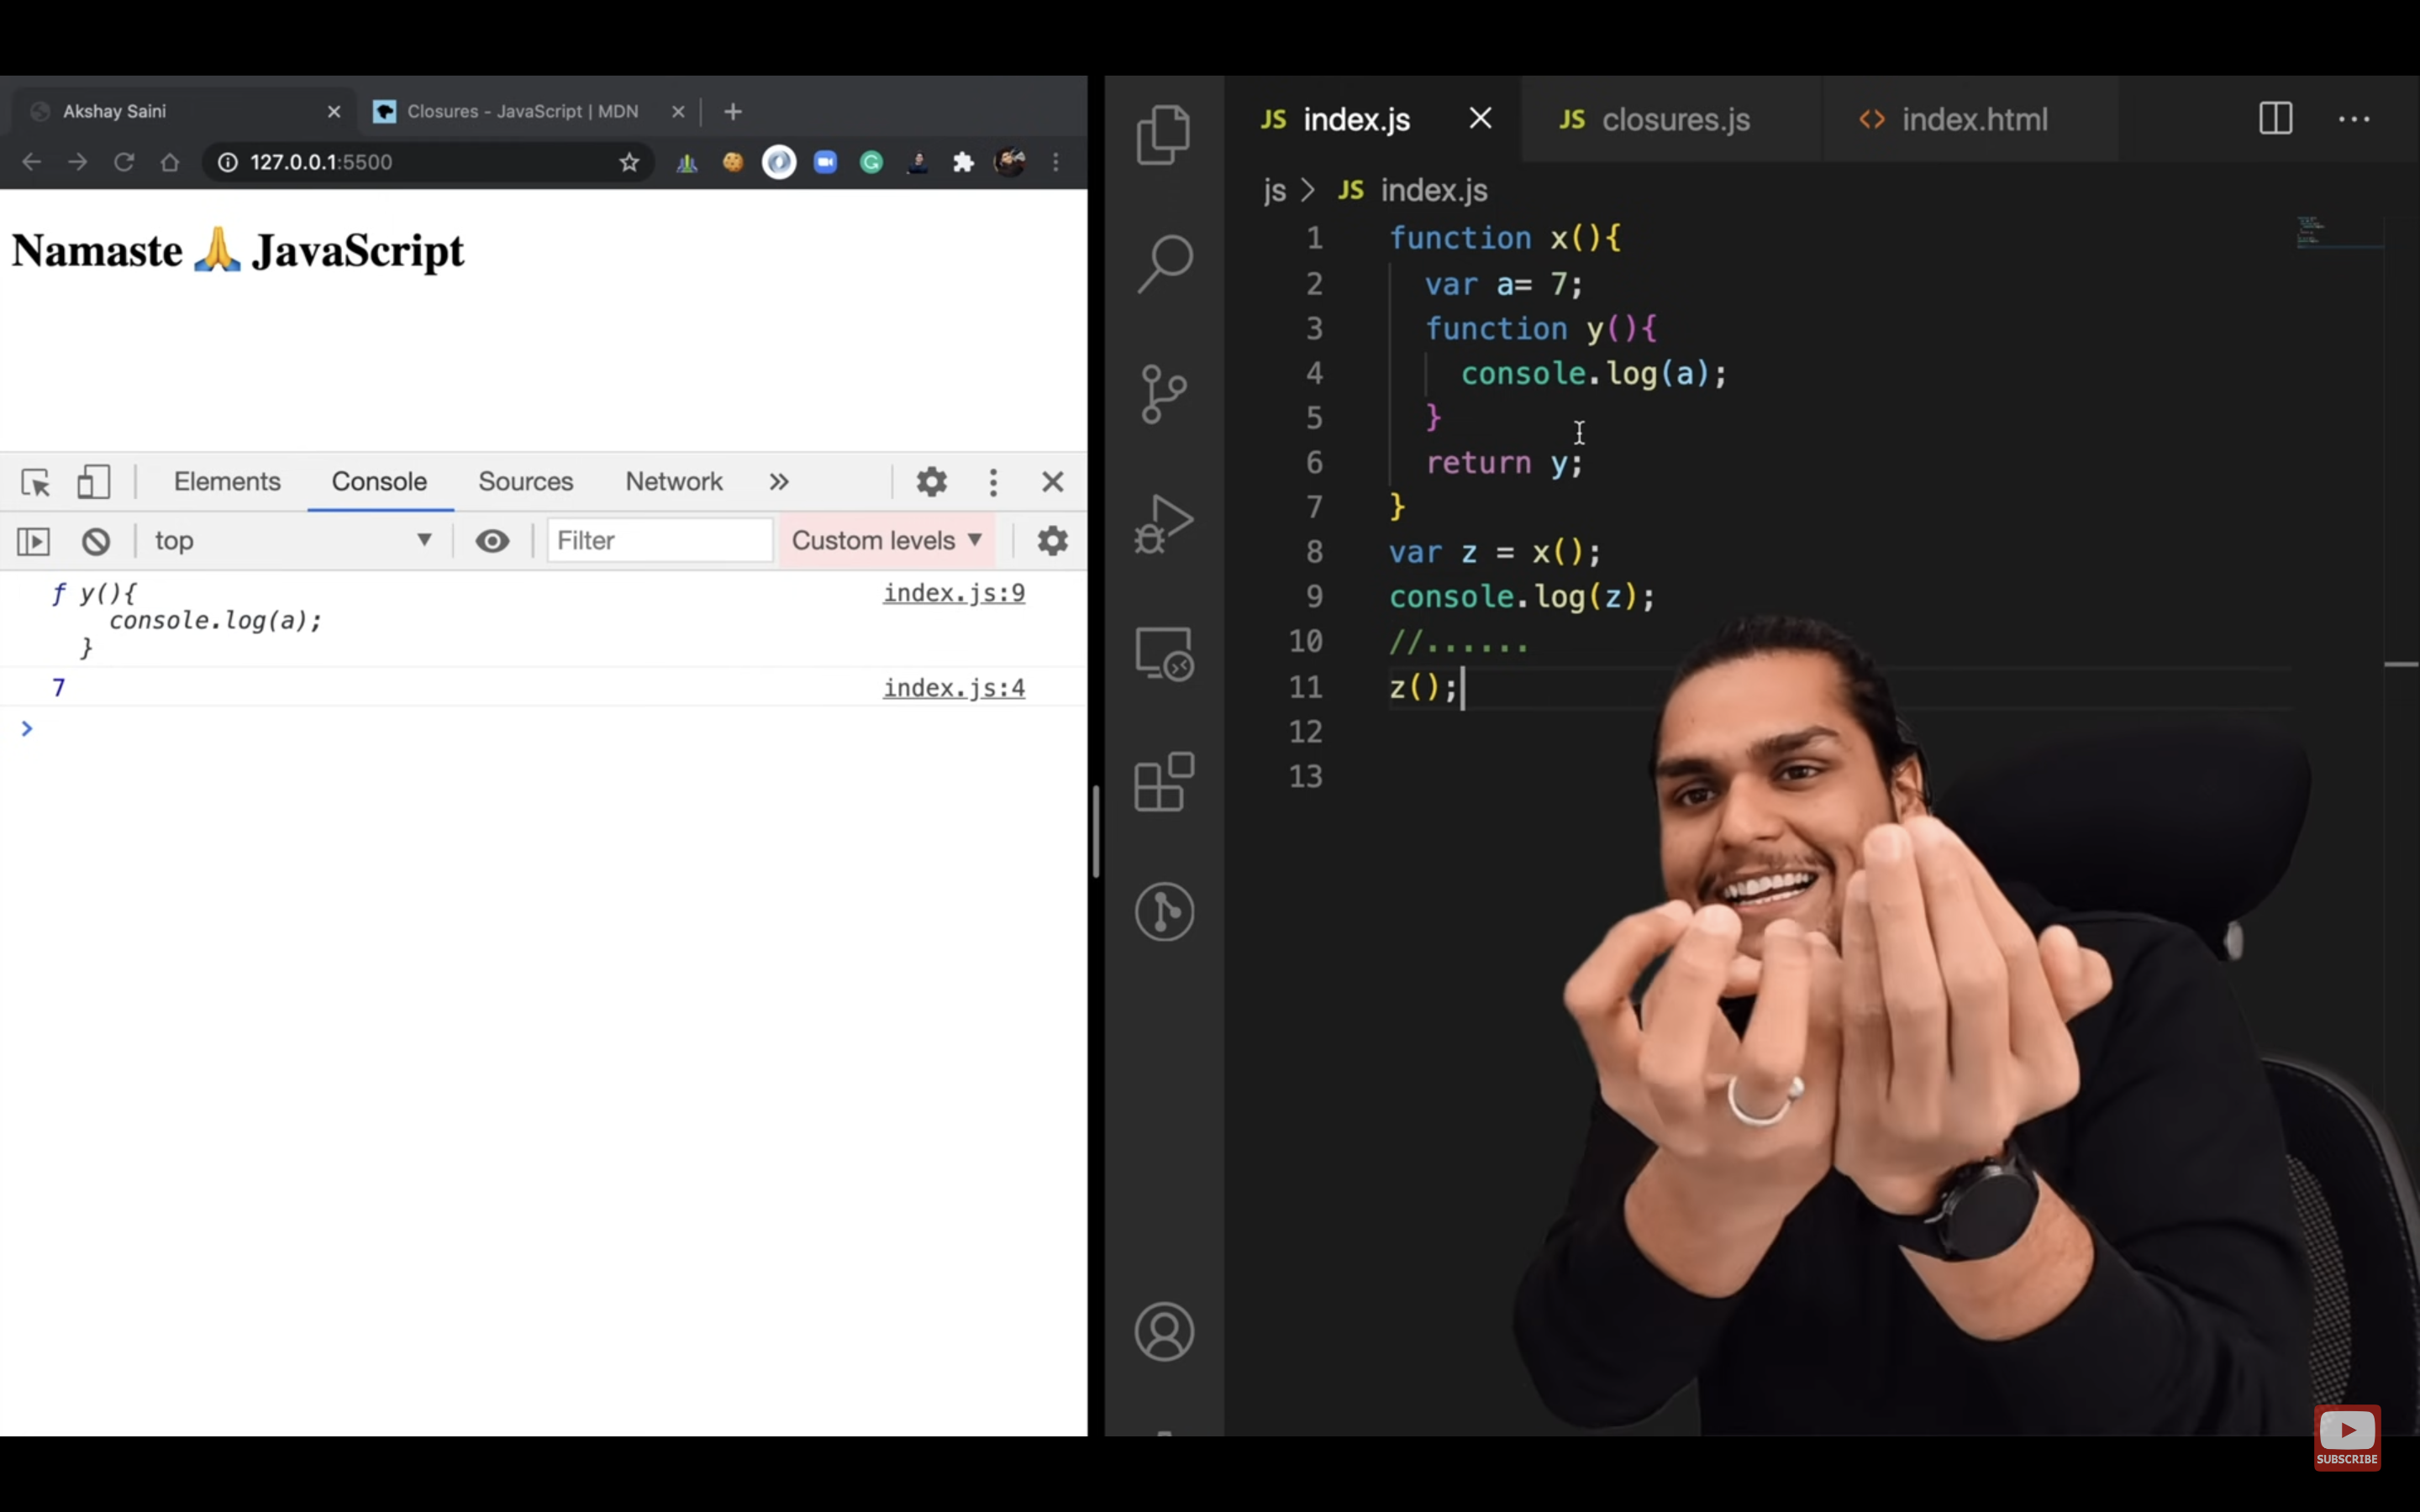 Akshay Saini
Closures - JavaScript | MDN
127.0.0.1:5500
Namaste 🙏 JavaScript
Elements Console Sources Network »
top Filter Custom levels
f y(){ index.js:9
console.log(a);
}
7 index.js:4
>
JS index.js JS closures.js <> index.html
js > JS index.js
1 function x(){
2 var a= 7;
3 function y(){
4 console.log(a);
5 }
6 return y;
7 }
8 var z = x();
9 console.log(z);
10 //......
11 z();
12
13
SUBSCRIBE